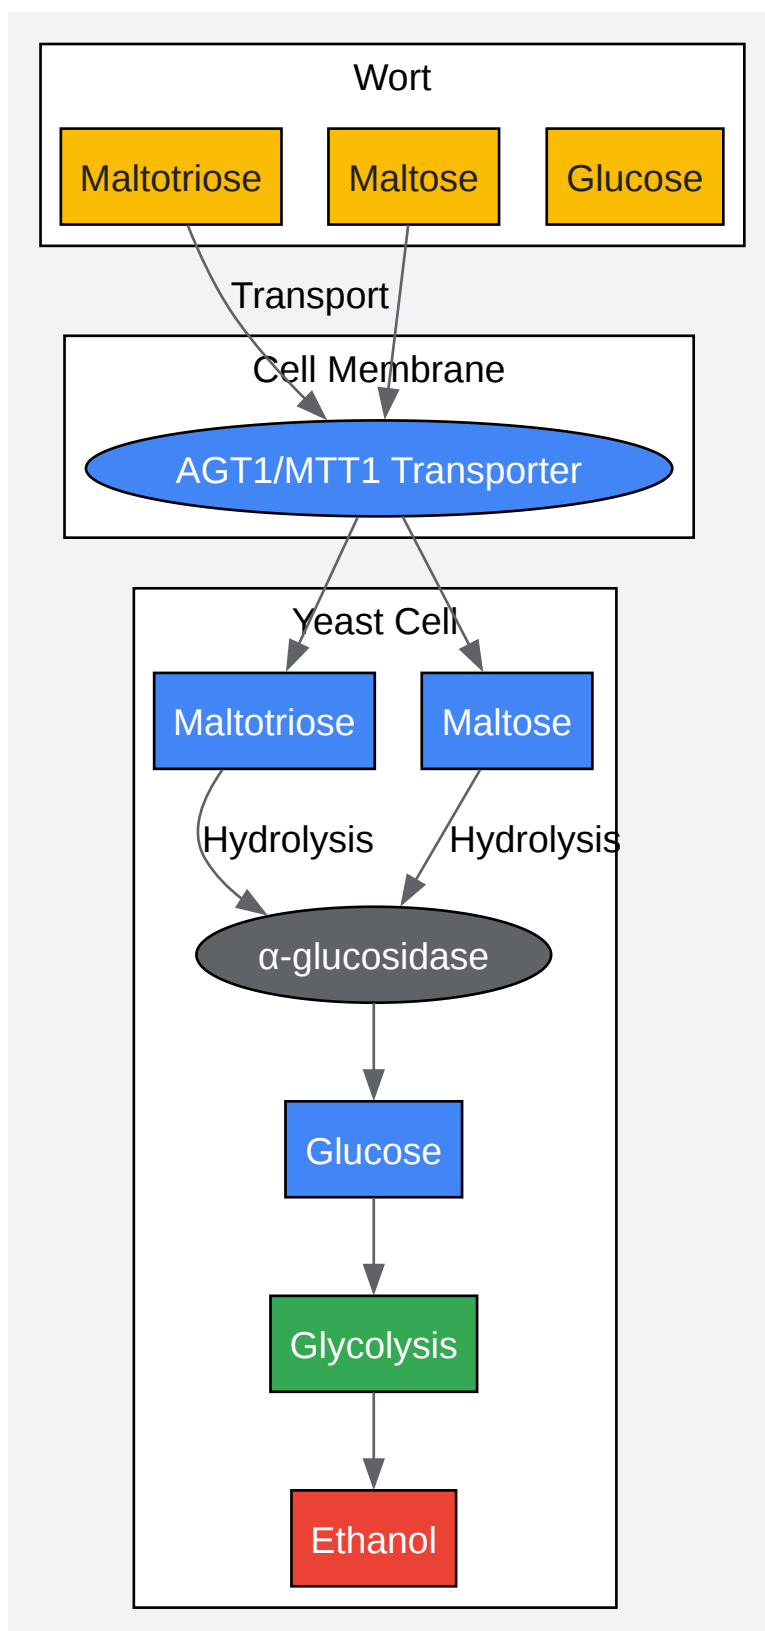 Wort
Maltotriose
Maltose
Glucose
Transport
Cell Membrane
AGT1/MTT1 Transporter
Yeast Cell
Maltotriose
Maltose
Hydrolysis
Hydrolysis
α-glucosidase
Glucose
Glycolysis
Ethanol